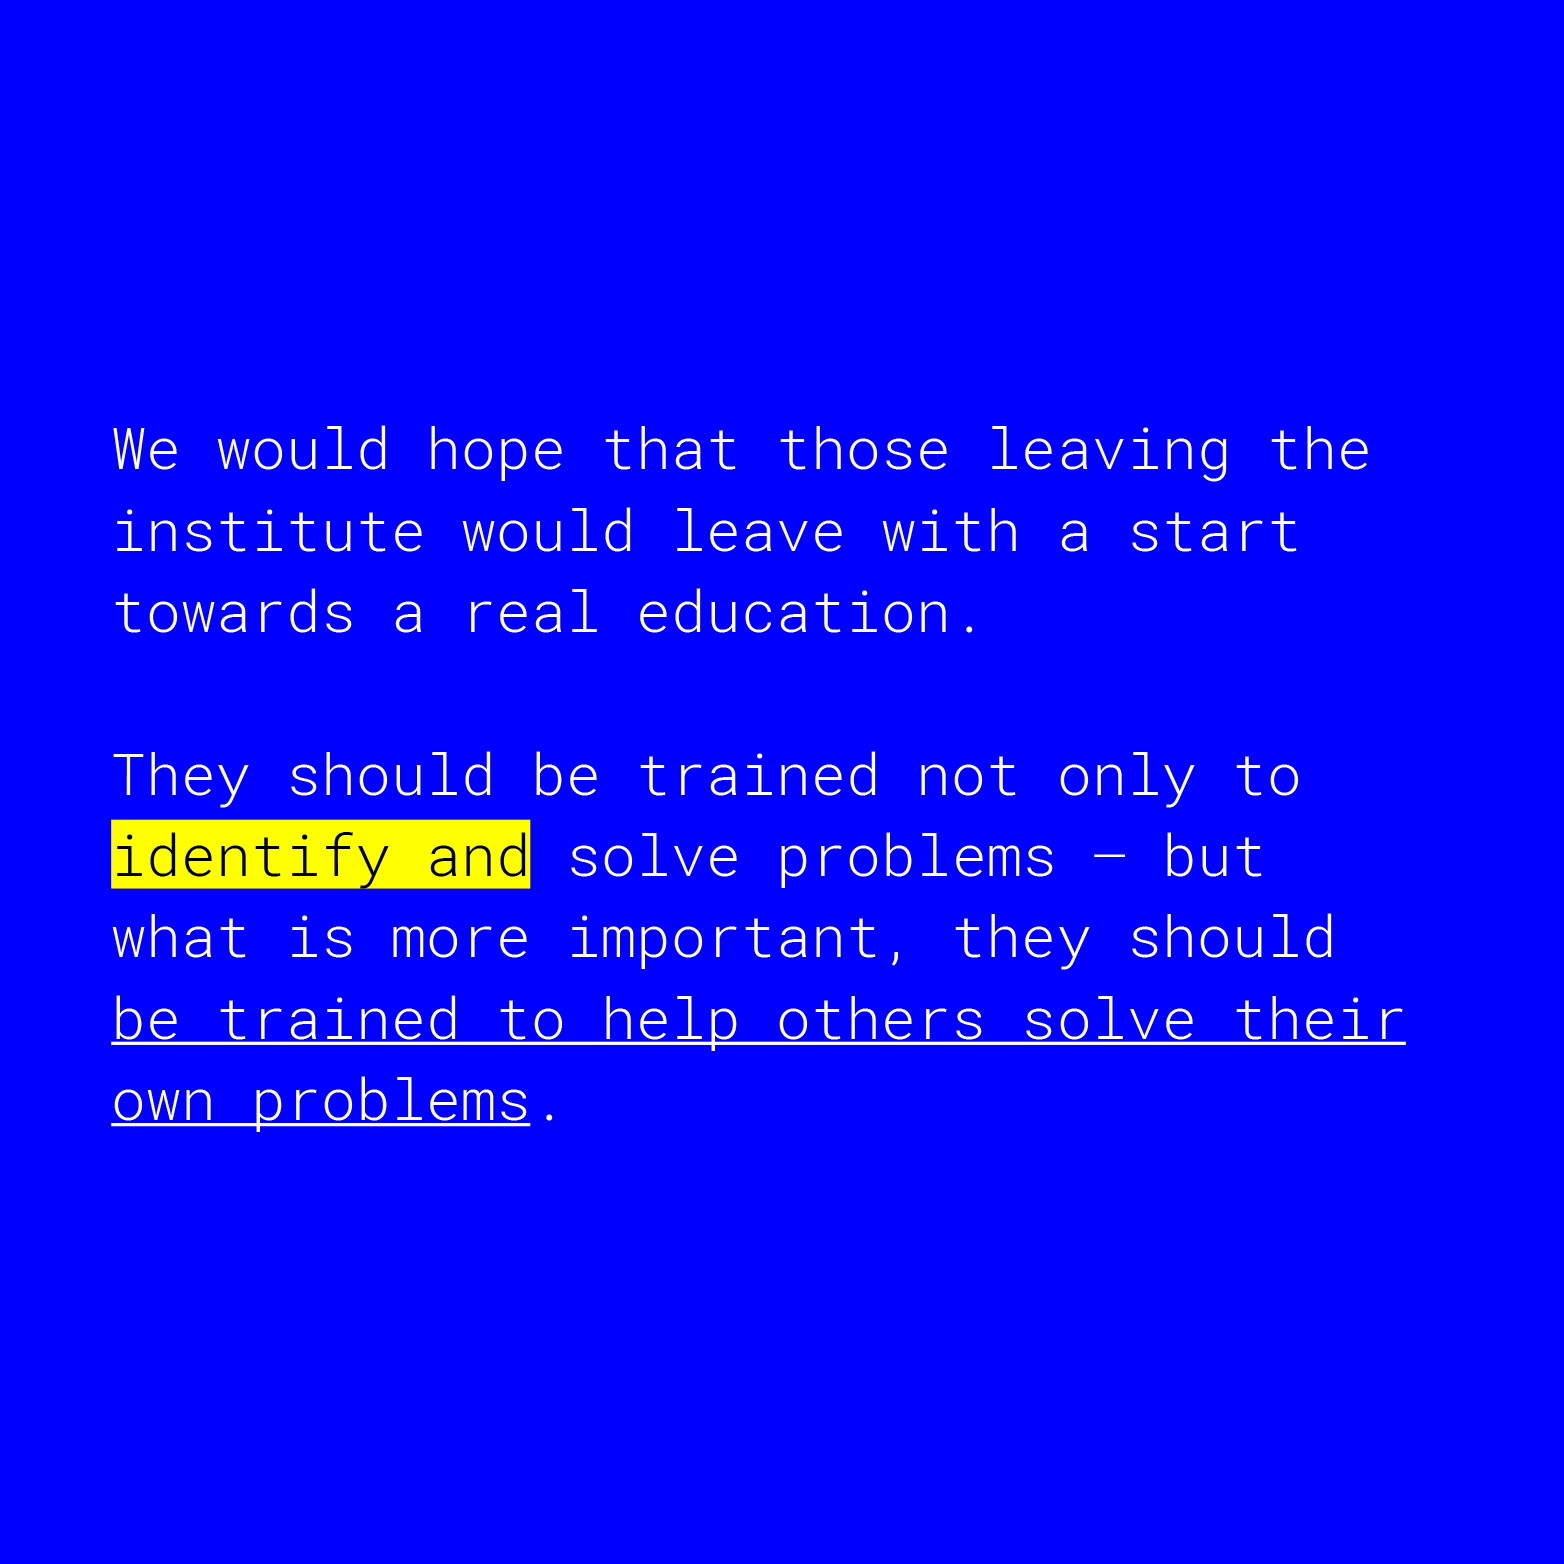 We would hope that those leaving the
institute would leave with a start
towards a real education.
They should be trained not only to
identify and solve problems – but
what is more important, they should
be trained to help others solve their
own problems.